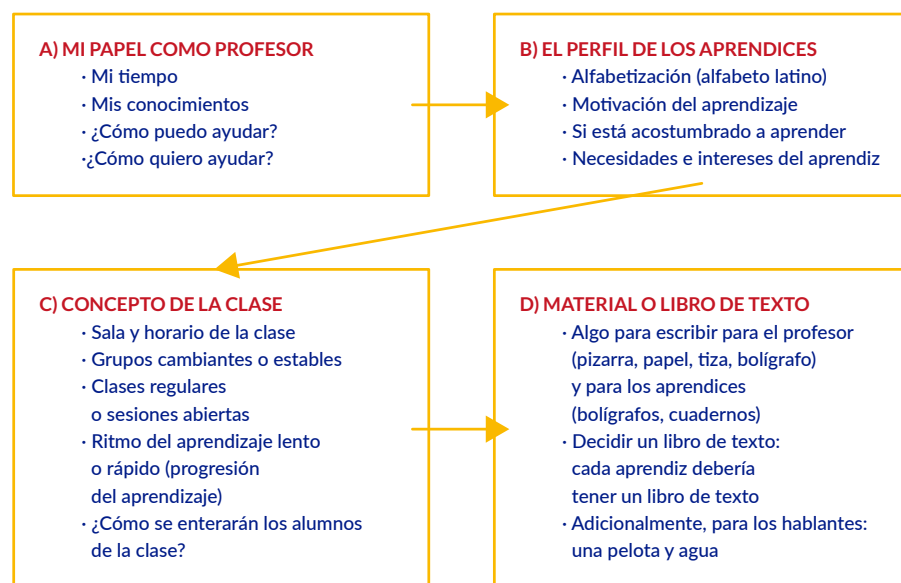 A) MI PAPEL COMO PROFESOR
· Mi tiempo
· Mis conocimientos
· ¿Cómo puedo ayudar?
·¿Cómo quiero ayudar?
B) EL PERFIL DE LOS APRENDICES
· Alfabetización (alfabeto latino)
· Motivación del aprendizaje
· Si está acostumbrado a aprender
· Necesidades e intereses del aprendiz
C) CONCEPTO DE LA CLASE
· Sala y horario de la clase
· Grupos cambiantes o estables
· Clases regulares
o sesiones abiertas
· Ritmo del aprendizaje lento
o rápido (progresión
del aprendizaje)
· ¿Cómo se enterarán los alumnos
de la clase?
D) MATERIAL O LIBRO DE TEXTO
· Algo para escribir para el profesor
(pizarra, papel, tiza, bolígrafo)
y para los aprendices
(bolígrafos, cuadernos)
· Decidir un libro de texto:
cada aprendiz debería
tener un libro de texto
· Adicionalmente, para los hablantes:
una pelota y agua